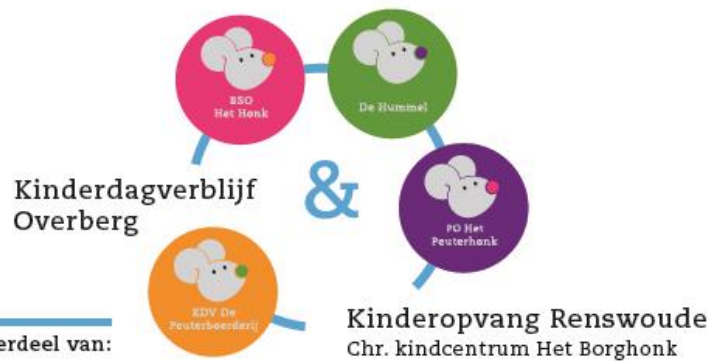 BSO
Het Honk
De Hummel
Kinderdagverblijf
Overberg
&
PO Het
Peuterhonk
KDV De
Peuterboerderij
erdeel van:
Kinderopvang Renswoude
Chr. kindcentrum Het Borghonk